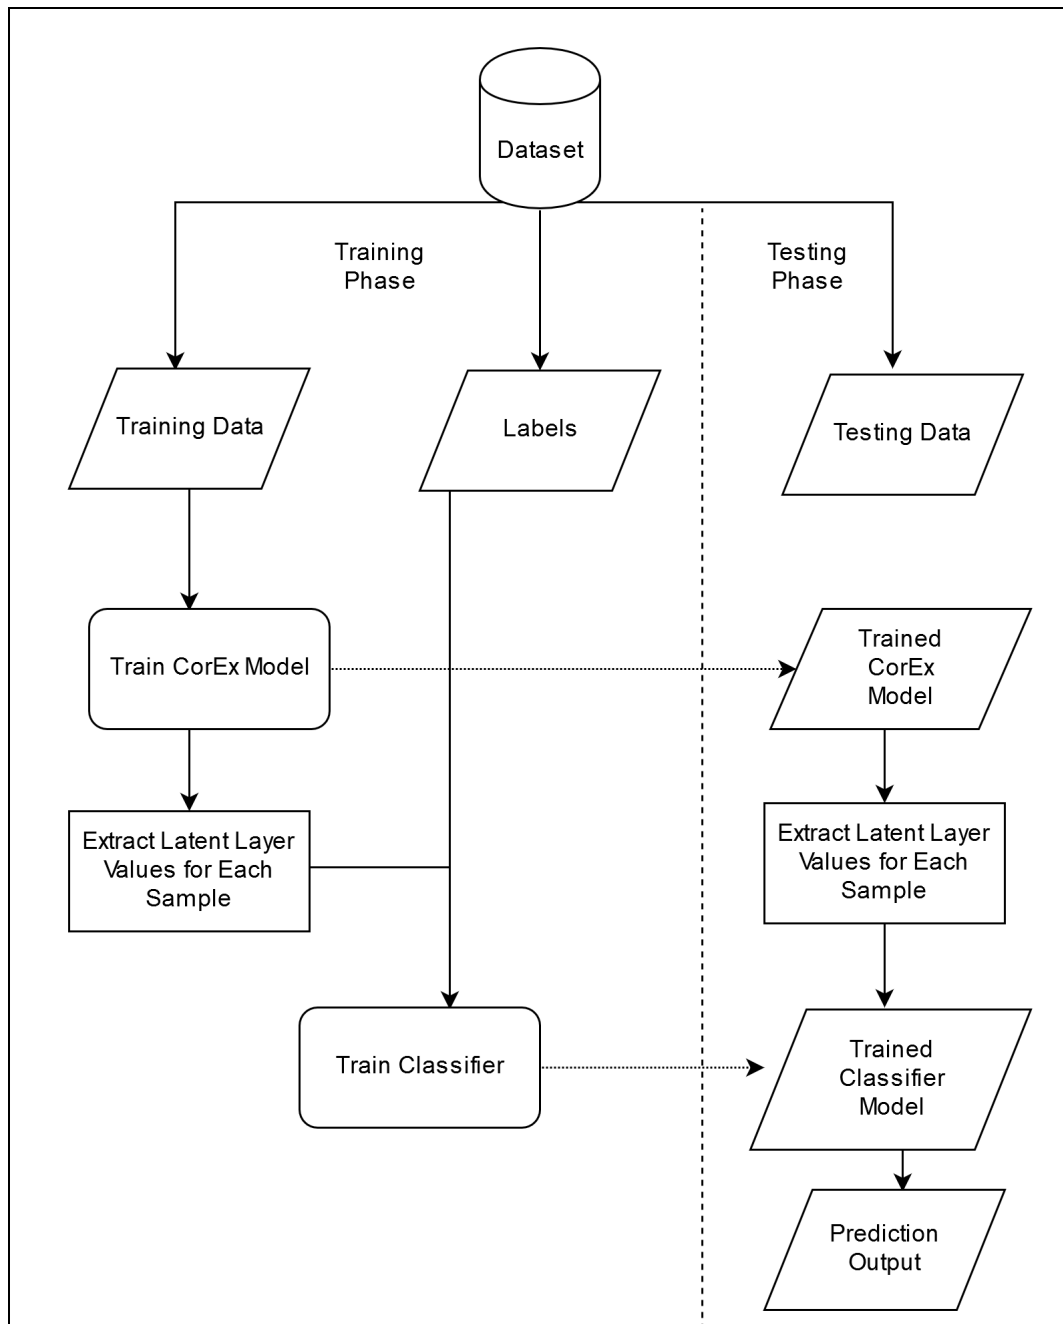 Dataset
Training
Phase
Testing
Phase
Training Data
Labels
Testing Data
Train CorEx Model
Trained
CorEx
Model
Extract Latent Layer
Values for Each
Sample
Extract Latent Layer
Values for Each
Sample
Train Classifier
Trained
Classifier
Model
Prediction
Output